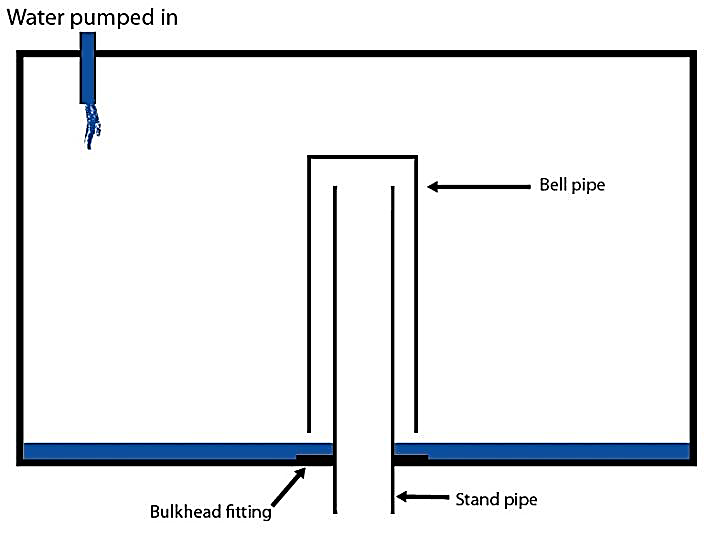 Water pumped in
Bell pipe
Stand pipe
Bulkhead fitting